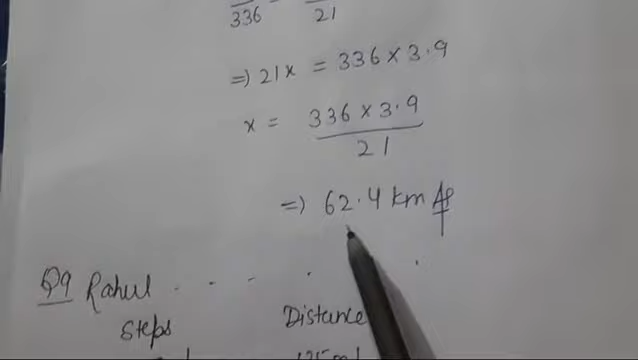 336 21
⇒ 21x = 336 × 3.9
x = 336 × 3.9
21
⇒ 62.4 km
Q9 Rahul . . - . .
Steps Distance